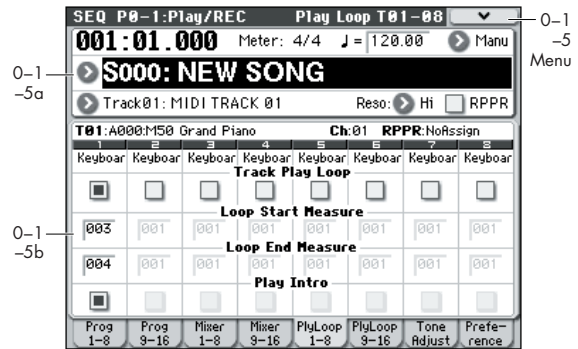 SEQ P0-1:Play/REC Play Loop T01-08
001:01.000 Meter: 4/4 ♩= 120.00 Manu
S000: NEW SONG
Track01: MIDI TRACK 01 Reso: Hi RPPR
T01:A000:M50 Grand Piano Ch:01 RPPR:NoAssign
1 2 3 4 5 6 7 8
Keyboar Keyboar Keyboar Keyboar Keyboar Keyboar Keyboar Keyboar
Track Play Loop
Loop Start Measure
003 001 001 001 001 001 001 001
Loop End Measure
004 001 001 001 001 001 001 001
Play Intro
Prog 1-8 Prog 9-16 Mixer 1-8 Mixer 9-16 PlyLoop 1-8 PlyLoop 9-16 Tone Adjust Prefe-rence
0–1
–5
Menu
0–1
–5a
0–1
–5b